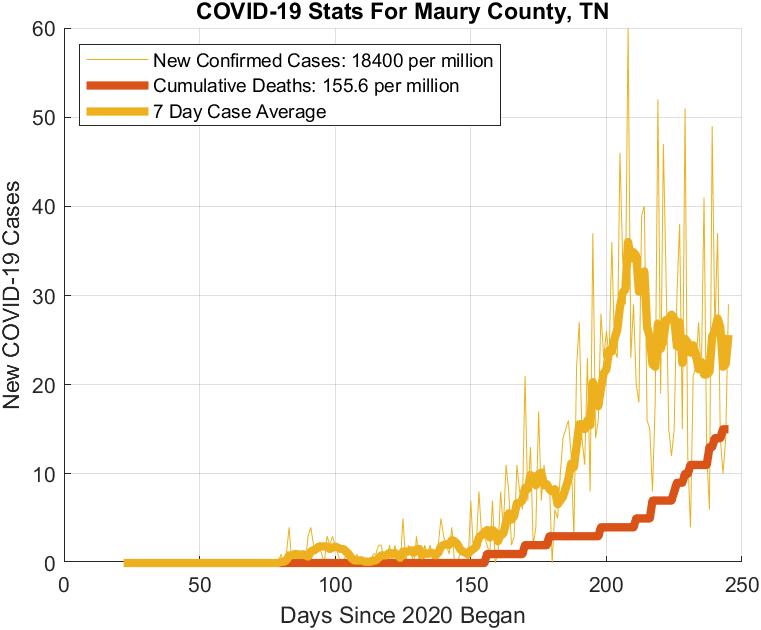 COVID-19 Stats For Maury County, TN
New Confirmed Cases: 18400 per million
Cumulative Deaths: 155.6 per million
7 Day Case Average
New COVID-19 Cases
60
50
40
30
20
10
0
0 50 100 150 200 250
Days Since 2020 Began